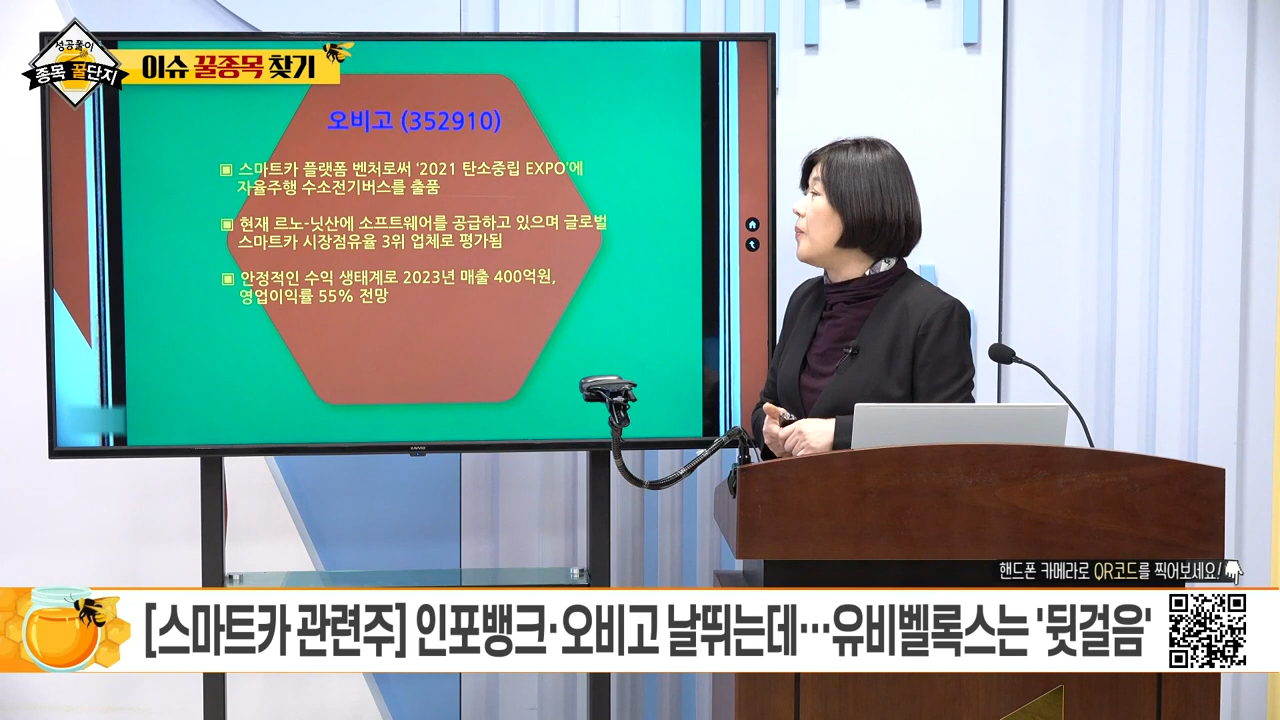 성공풀이
종목 꿀단지
이슈 꿀종목 찾기
오비고 (352910)
▣ 스마트카 플랫폼 벤처로써 ‘2021 탄소중립 EXPO’에
자율주행 수소전기버스를 출품
▣ 현재 르노-닛산에 소프트웨어를 공급하고 있으며 글로벌
스마트카 시장점유율 3위 업체로 평가됨
▣ 안정적인 수익 생태계로 2023년 매출 400억원,
영업이익률 55% 전망
핸드폰 카메라로 QR코드를 찍어보세요!
[스마트카 관련주] 인포뱅크·오비고 날뛰는데…유비벨록스는 '뒷걸음'